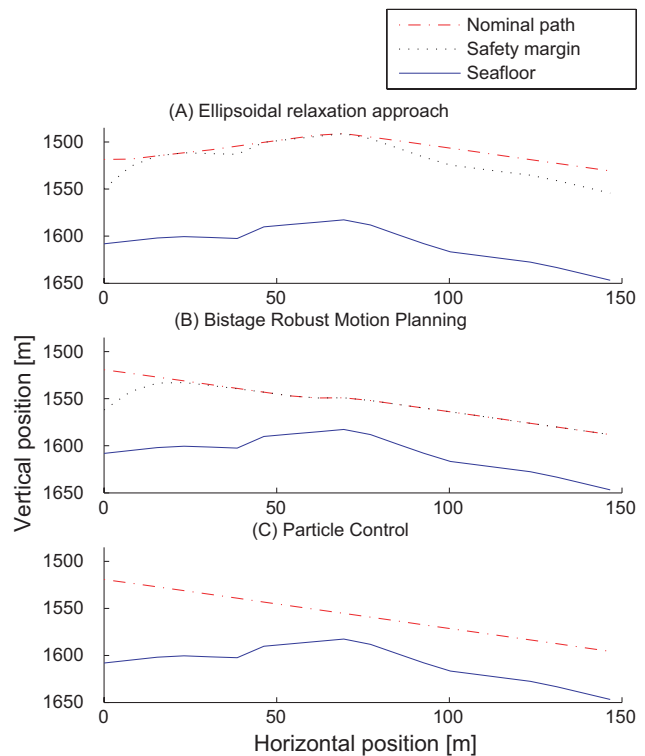 Nominal path
Safety margin
Seafloor
(A) Ellipsoidal relaxation approach
1500
1550
1600
1650
0 50 100 150
(B) Bistage Robust Motion Planning
1500
1550
1600
1650
0 50 100 150
(C) Particle Control
1500
1550
1600
1650
0 50 100 150
Vertical position [m]
Horizontal position [m]